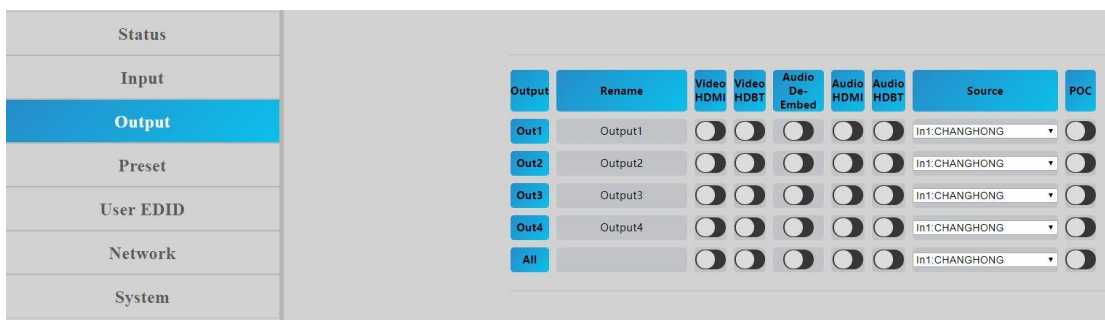 Status
Input
Output
Preset
User EDID
Network
System
Output Rename Video HDMI Video HDBT Audio De-Embed Audio HDMI Audio HDBT Source POC
Out1 Output1 In1:CHANGHONG
Out2 Output2 In1:CHANGHONG
Out3 Output3 In1:CHANGHONG
Out4 Output4 In1:CHANGHONG
All In1:CHANGHONG